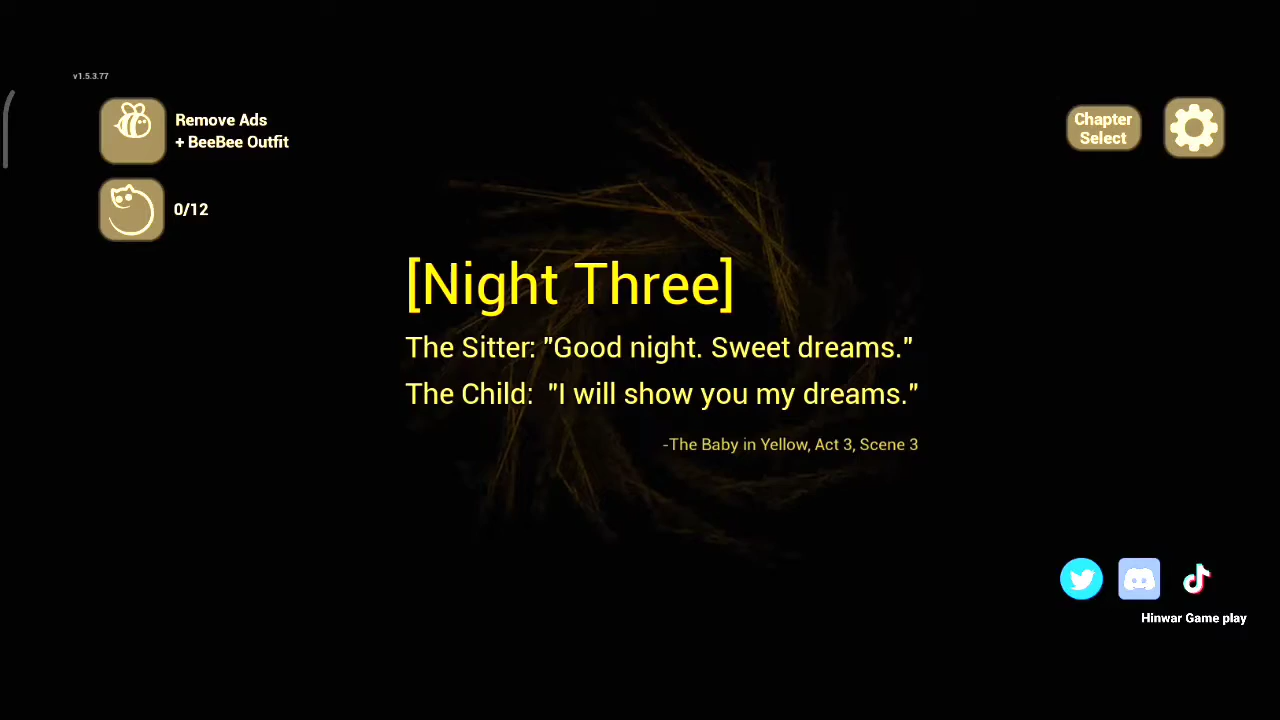 v1.5.3.77
Remove Ads
+ BeeBee Outfit
0/12
Chapter
Select
[Night Three]
The Sitter: "Good night. Sweet dreams."
The Child:  "I will show you my dreams."
-The Baby in Yellow, Act 3, Scene 3
Hinwar Game play